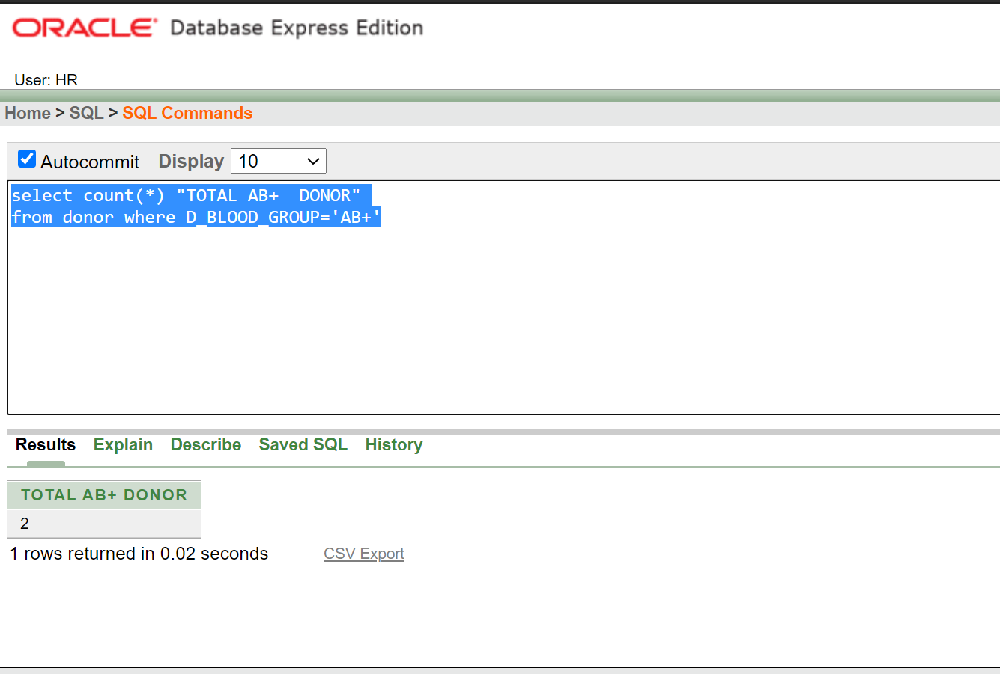 ORACLE Database Express Edition
User: HR
Home > SQL > SQL Commands
Autocommit Display 10
select count(*) "TOTAL AB+  DONOR"
from donor where D_BLOOD_GROUP='AB+'
Results Explain Describe Saved SQL History
TOTAL AB+ DONOR
2
1 rows returned in 0.02 seconds CSV Export